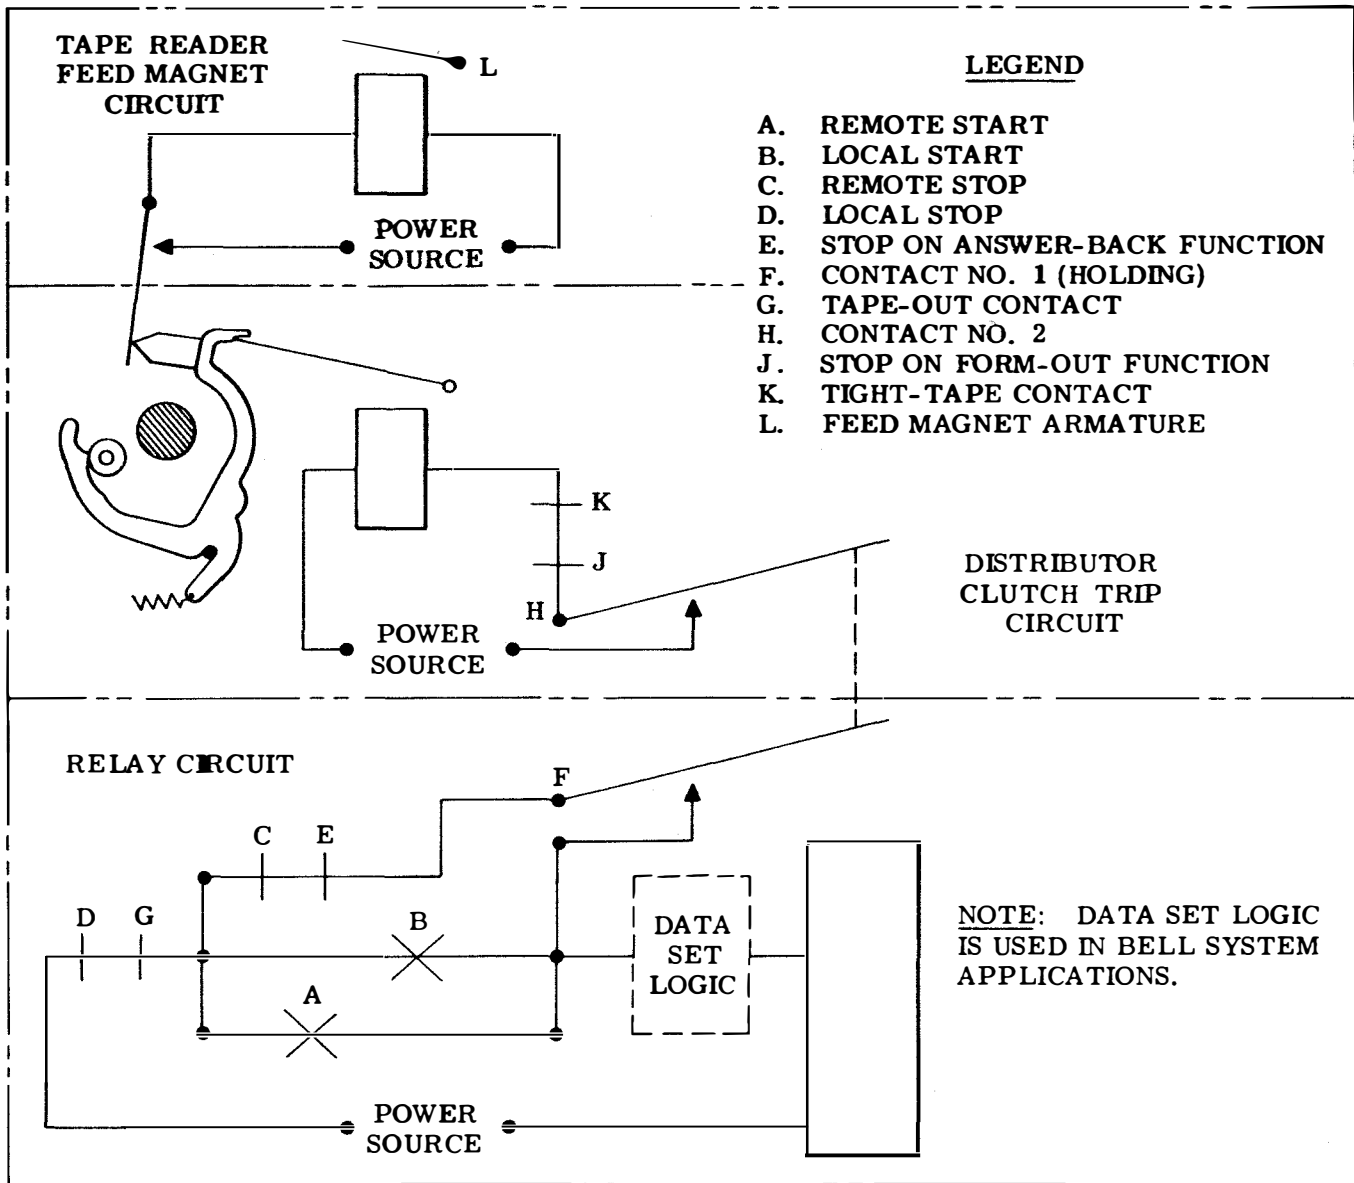 TAPE READER
FEED MAGNET
CIRCUIT
L
POWER
SOURCE
LEGEND
A. REMOTE START
B. LOCAL START
C. REMOTE STOP
D. LOCAL STOP
E. STOP ON ANSWER-BACK FUNCTION
F. CONTACT NO. 1 (HOLDING)
G. TAPE-OUT CONTACT
H. CONTACT NO. 2
J. STOP ON FORM-OUT FUNCTION
K. TIGHT-TAPE CONTACT
L. FEED MAGNET ARMATURE
K
J
H
POWER
SOURCE
DISTRIBUTOR
CLUTCH TRIP
CIRCUIT
RELAY CIRCUIT
F
C E
D G
B
A
DATA
SET
LOGIC
POWER
SOURCE
NOTE: DATA SET LOGIC
IS USED IN BELL SYSTEM
APPLICATIONS.